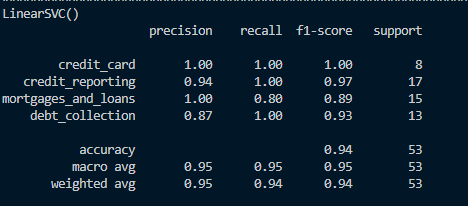 LinearSVC()
precision recall f1-score support
credit_card 1.00 1.00 1.00 8
credit_reporting 0.94 1.00 0.97 17
mortgages_and_loans 1.00 0.80 0.89 15
debt_collection 0.87 1.00 0.93 13
accuracy 0.94 53
macro avg 0.95 0.95 0.95 53
weighted avg 0.95 0.94 0.94 53